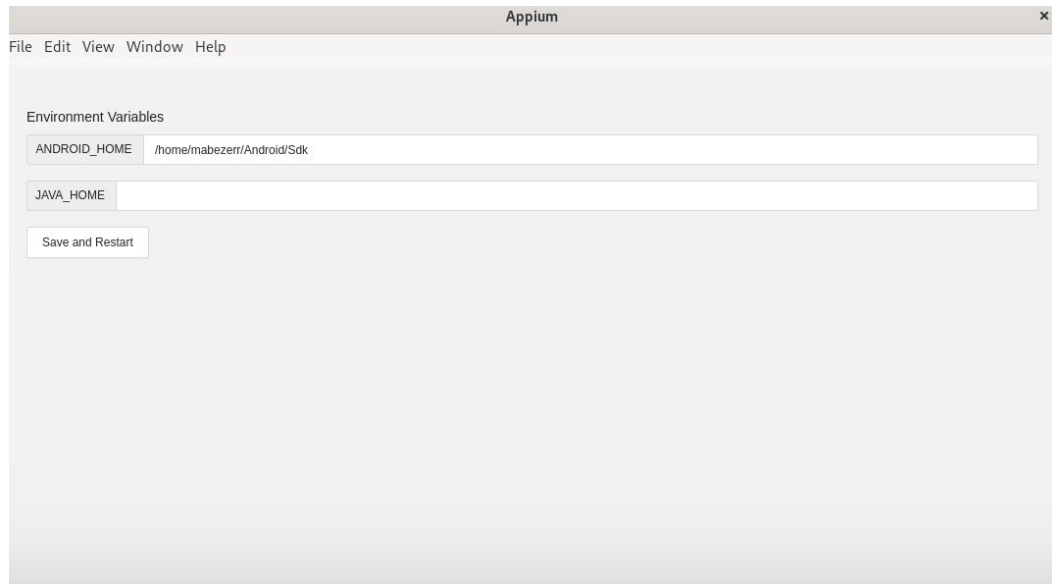 Appium ×
File Edit View Window Help
Environment Variables
ANDROID_HOME /home/mabezerr/Android/Sdk
JAVA_HOME
Save and Restart